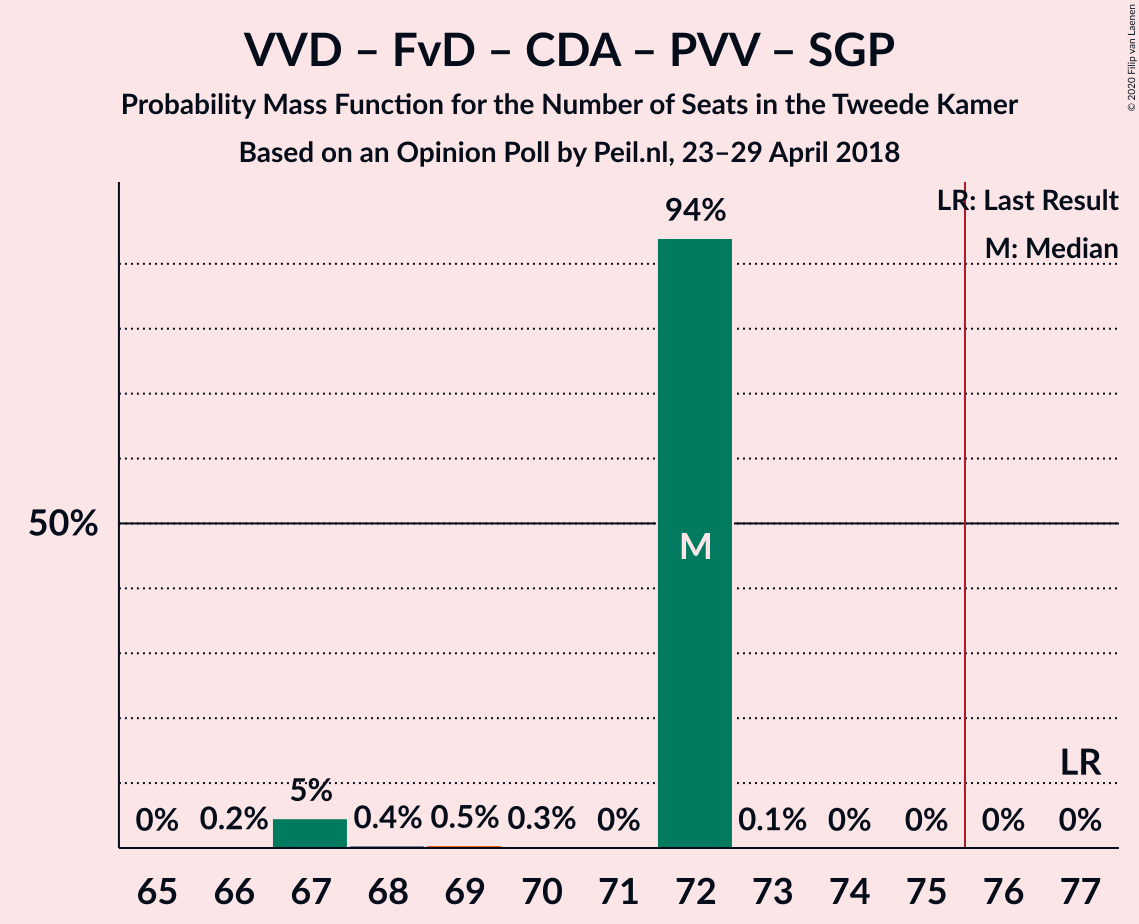 VVD – FvD – CDA – PVV – SGP
Probability Mass Function for the Number of Seats in the Tweede Kamer
Based on an Opinion Poll by Peil.nl, 23–29 April 2018
© 2020 Filip van Laenen
LR: Last Result
M: Median
94%
50%
M
LR
0% 0.2% 5% 0.4% 0.5% 0.3% 0% 0.1% 0% 0% 0% 0%
65 66 67 68 69 70 71 72 73 74 75 76 77